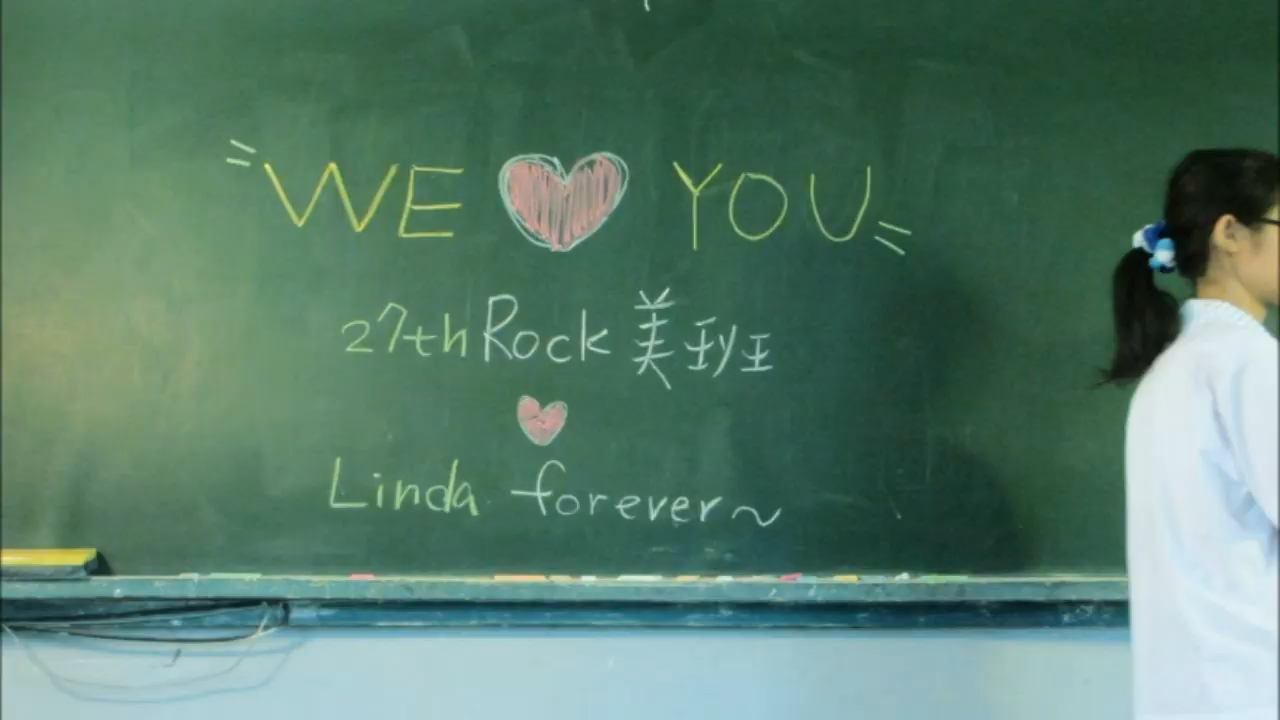 "WE ♥ YOU"
27th Rock 美班
♥
Linda forever~